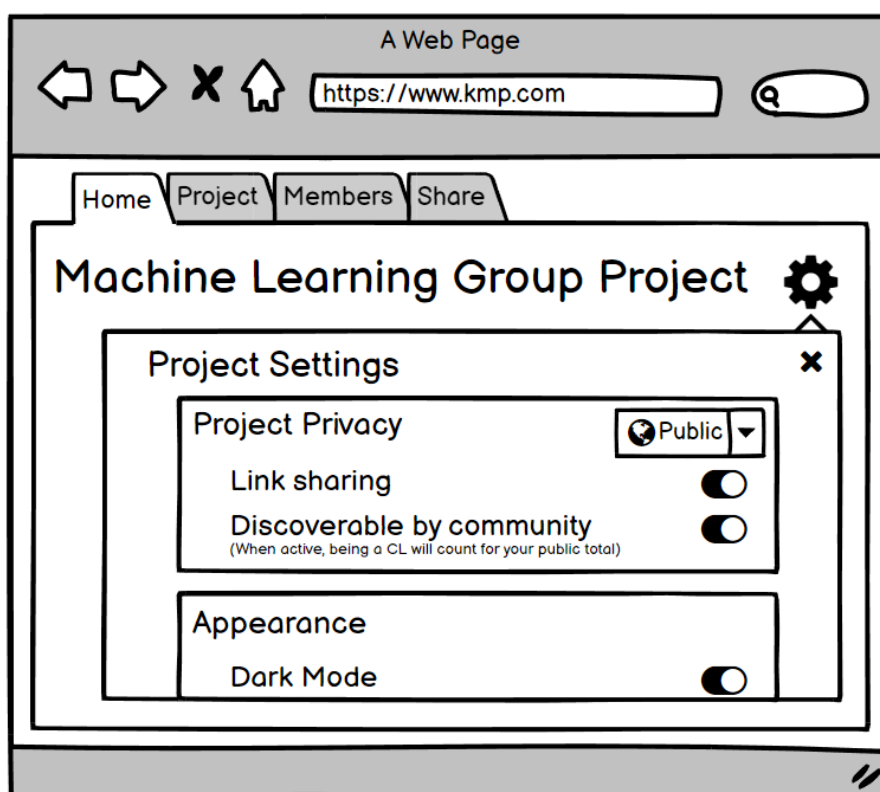 A Web Page
https://www.kmp.com
Home Project Members Share
Machine Learning Group Project
Project Settings
Project Privacy Public
Link sharing
Discoverable by community
(When active, being a CL will count for your public total)
Appearance
Dark Mode